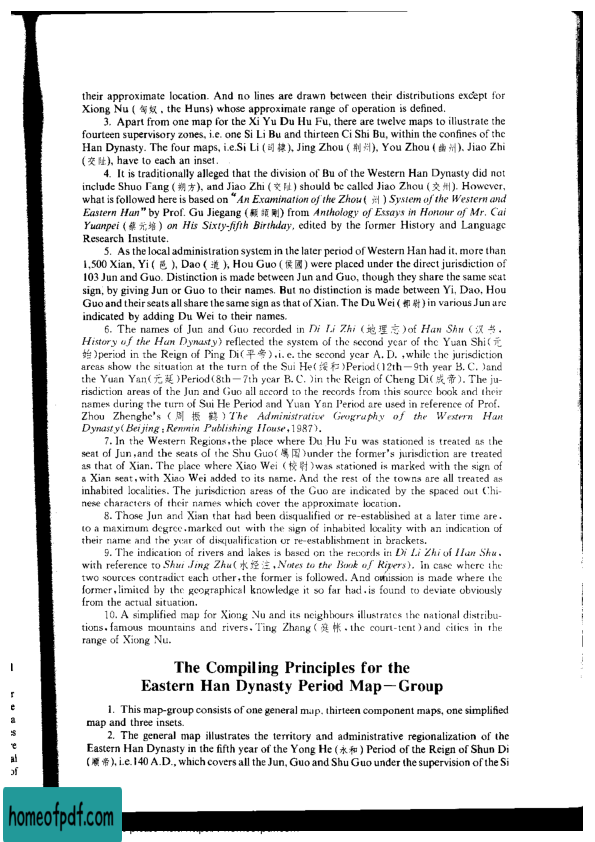 their approximate location. And no lines are drawn between their distributions except for
Xiong Nu ( 匈奴 , the Huns) whose approximate range of operation is defined.
3. Apart from one map for the Xi Yu Du Hu Fu, there are twelve maps to illustrate the
fourteen supervisory zones, i.e. one Si Li Bu and thirteen Ci Shi Bu, within the confines of the
Han Dynasty. The four maps, i.e.Si Li (司隸), Jing Zhou (荆州), You Zhou (幽州), Jiao Zhi
(交阯), have to each an inset.
4. It is traditionally alleged that the division of Bu of the Western Han Dynasty did not
include Shuo Fang (朔方), and Jiao Zhi (交阯) should be called Jiao Zhou (交州). However,
what is followed here is based on "An Examination of the Zhou ( 州 ) System of the Western and
Eastern Han" by Prof. Gu Jiegang (顧頡剛) from Anthology of Essays in Honour of Mr. Cai
Yuanpei (蔡元培) on His Sixty-fifth Birthday, edited by the former History and Language
Research Institute.
5. As the local administration system in the later period of Western Han had it, more than
1,500 Xian, Yi ( 邑 ), Dao ( 道 ), Hou Guo (侯國) were placed under the direct jurisdiction of
103 Jun and Guo. Distinction is made between Jun and Guo, though they share the same seat
sign, by giving Jun or Guo to their names. But no distinction is made between Yi, Dao, Hou
Guo and their seats all share the same sign as that of Xian. The Du Wei (都尉) in various Jun are
indicated by adding Du Wei to their names.
6. The names of Jun and Guo recorded in Di Li Zhi (地理志)of Han Shu (汉书,
History of the Han Dynasty) reflected the system of the second year of the Yuan Shi(元
始)period in the Reign of Ping Di(平帝),i. e. the second year A. D. ,while the jurisdiction
areas show the situation at the turn of the Sui He(绥和)Period(12th—9th year B. C. )and
the Yuan Yan(元延)Period(8th—7th year B. C. )in the Reign of Cheng Di(成帝). The ju-
risdiction areas of the Jun and Guo all accord to the records from this source book and their
names during the turn of Sui He Period and Yuan Yan Period are used in reference of Prof.
Zhou Zhenghe's (周振鹤) The Administrative Geography of the Western Han
Dynasty(Beijing:Renmin Publishing House,1987).
7. In the Western Regions,the place where Du Hu Fu was stationed is treated as the
seat of Jun,and the seats of the Shu Guo(属国)under the former's jurisdiction are treated
as that of Xian. The place where Xiao Wei (校尉)was stationed is marked with the sign of
a Xian seat,with Xiao Wei added to its name. And the rest of the towns are all treated as
inhabited localities. The jurisdiction areas of the Guo are indicated by the spaced out Chi-
nese characters of their names which cover the approximate location.
8. Those Jun and Xian that had been disqualified or re-established at a later time are,
to a maximum degree,marked out with the sign of inhabited locality with an indication of
their name and the year of disqualification or re-establishment in brackets.
9. The indication of rivers and lakes is based on the records in Di Li Zhi of Han Shu,
with reference to Shui Jing Zhu(水经注,Notes to the Book of Rivers). In case where the
two sources contradict each other,the former is followed. And omission is made where the
former,limited by the geographical knowledge it so far had,is found to deviate obviously
from the actual situation.
10. A simplified map for Xiong Nu and its neighbours illustrates the national distribu-
tions,famous mountains and rivers,Ting Zhang(庭帐,the court-tent)and cities in the
range of Xiong Nu.
The Compiling Principles for the
Eastern Han Dynasty Period Map—Group
1. This map-group consists of one general map, thirteen component maps, one simplified
map and three insets.
2. The general map illustrates the territory and administrative regionalization of the
Eastern Han Dynasty in the fifth year of the Yong He (永和) Period of the Reign of Shun Di
(順帝), i.e. 140 A.D., which covers all the Jun, Guo and Shu Guo under the supervision of the Si
homeofpdf.com